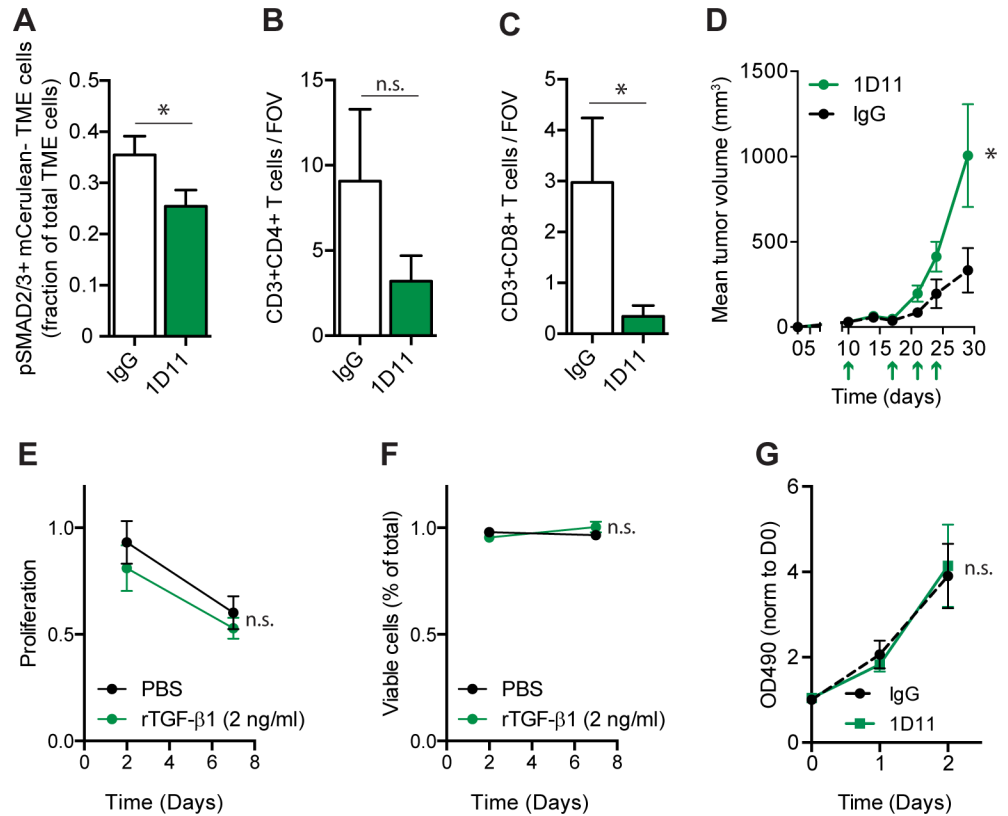 A
pSMAD2/3+ mCerulean- TME cells
(fraction of total TME cells)
0.5
0.4
0.3
0.2
0.1
0
*
IgG
1D11
B
CD3+CD4+ T cells / FOV
15
10
5
0
n.s.
IgG
1D11
C
CD3+CD8+ T cells / FOV
5
4
3
2
1
0
*
IgG
1D11
D
Mean tumor volume (mm³)
1500
1000
500
0
1D11
IgG
*
05 10 15 20 25 30
Time (days)
E
Proliferation
1.0
0.5
0.0
n.s.
PBS
rTGF-β1 (2 ng/ml)
0 2 4 6 8
Time (Days)
F
Viable cells (% of total)
1.0
0.5
0.0
n.s.
PBS
rTGF-β1 (2 ng/ml)
0 2 4 6 8
Time (Days)
G
OD490 (norm to D0)
6
4
2
0
n.s.
IgG
1D11
0 1 2
Time (Days)